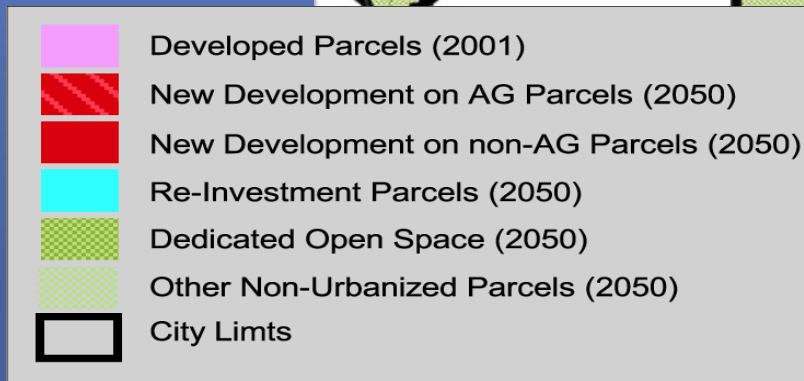 Developed Parcels (2001)
New Development on AG Parcels (2050)
New Development on non-AG Parcels (2050)
Re-Investment Parcels (2050)
Dedicated Open Space (2050)
Other Non-Urbanized Parcels (2050)
City Limts